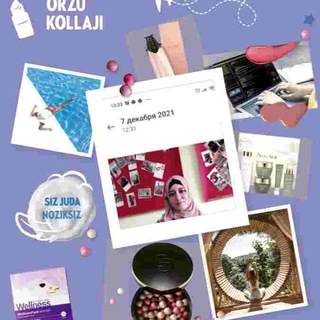 ORZU
KOLLAJI
13:23
7 декабря 2021
12:31
SIZ JUDA
NOZIKSIZ
Wellness